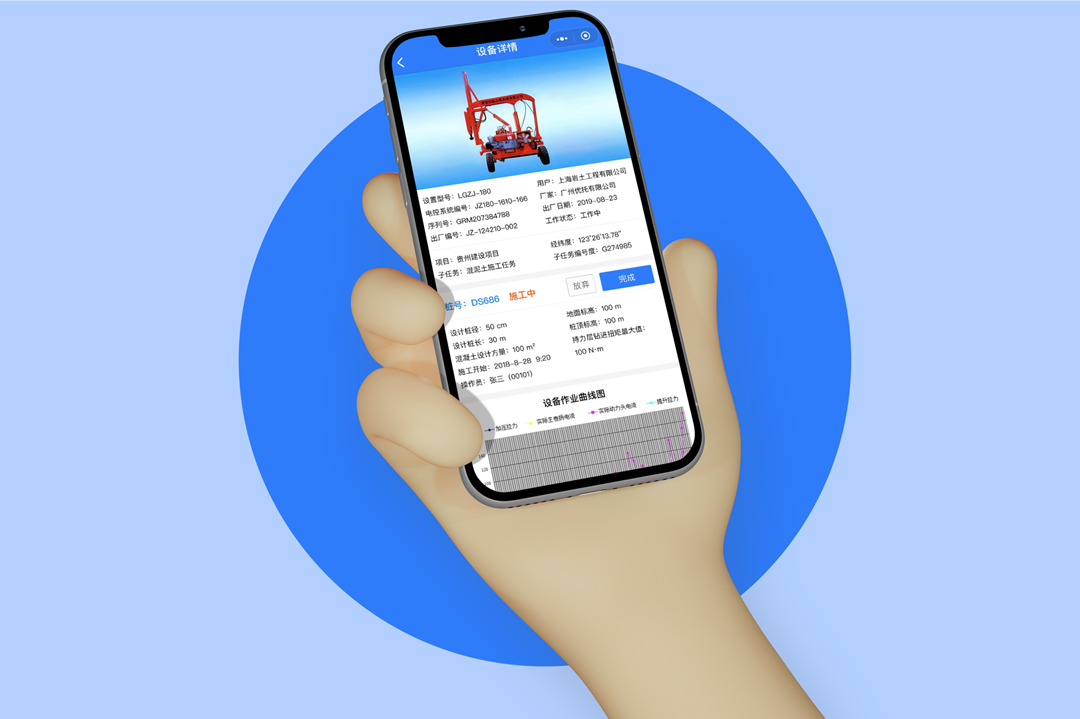 设备详情
设置型号：LGZJ-180
电控系统编号：JZ180-1610-166
序列号：GRM207384788
出厂编号：JZ-124210-002
用户：上海岩土工程有限公司
厂家：广州优托有限公司
出厂日期：2019-08-23
工作状态：工作中
项目：贵州建设项目
子任务：混泥土施工任务
经纬度：123°26'13.78"
子任务编号度：G274985
桩号：DS686 施工中
放弃
完成
设计桩径：50 cm
设计桩长：30 m
混凝土设计方量：100 m²
施工开始：2018-8-28 9:20
操作员：张三（00101）
地面标高：100 m
桩顶标高：100 m
持力层钻进扭矩最大值：
100 N·m
设备作业曲线图
加压拉力 实际主卷扬电流 实际动力头电流 提升拉力
120